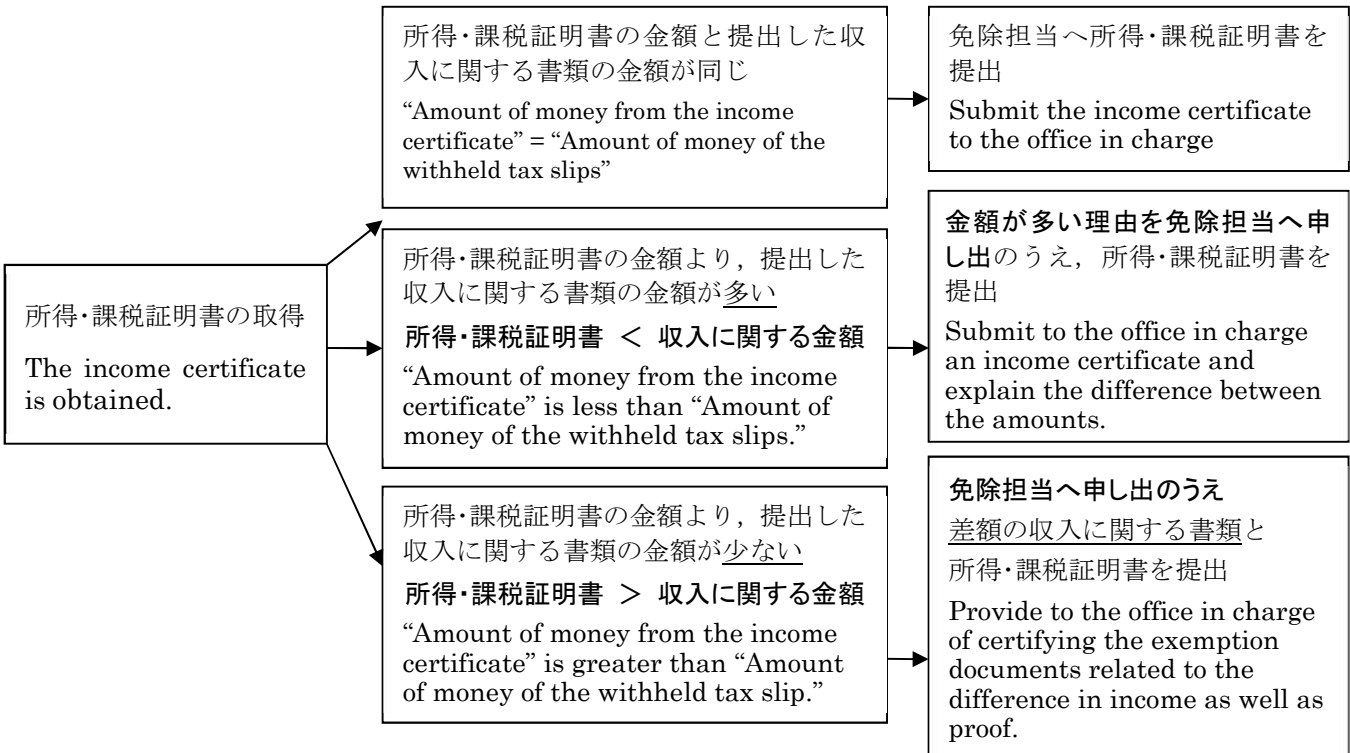 所得・課税証明書の取得
The income certificate
is obtained.
所得・課税証明書の金額と提出した収
入に関する書類の金額が同じ
“Amount of money from the income
certificate” = “Amount of money of the
withheld tax slips”
免除担当へ所得・課税証明書を
提出
Submit the income certificate
to the office in charge
所得・課税証明書の金額より，提出した
収入に関する書類の金額が多い
所得・課税証明書 ＜ 収入に関する金額
“Amount of money from the income
certificate” is less than “Amount of
money of the withheld tax slips.”
金額が多い理由を免除担当へ申
し出のうえ，所得・課税証明書を
提出
Submit to the office in charge
an income certificate and
explain the difference between
the amounts.
所得・課税証明書の金額より，提出した
収入に関する書類の金額が少ない
所得・課税証明書 ＞ 収入に関する金額
“Amount of money from the income
certificate” is greater than “Amount
of money of the withheld tax slip.”
免除担当へ申し出のうえ
差額の収入に関する書類と
所得・課税証明書を提出
Provide to the office in charge
of certifying the exemption
documents related to the
difference in income as well as
proof.